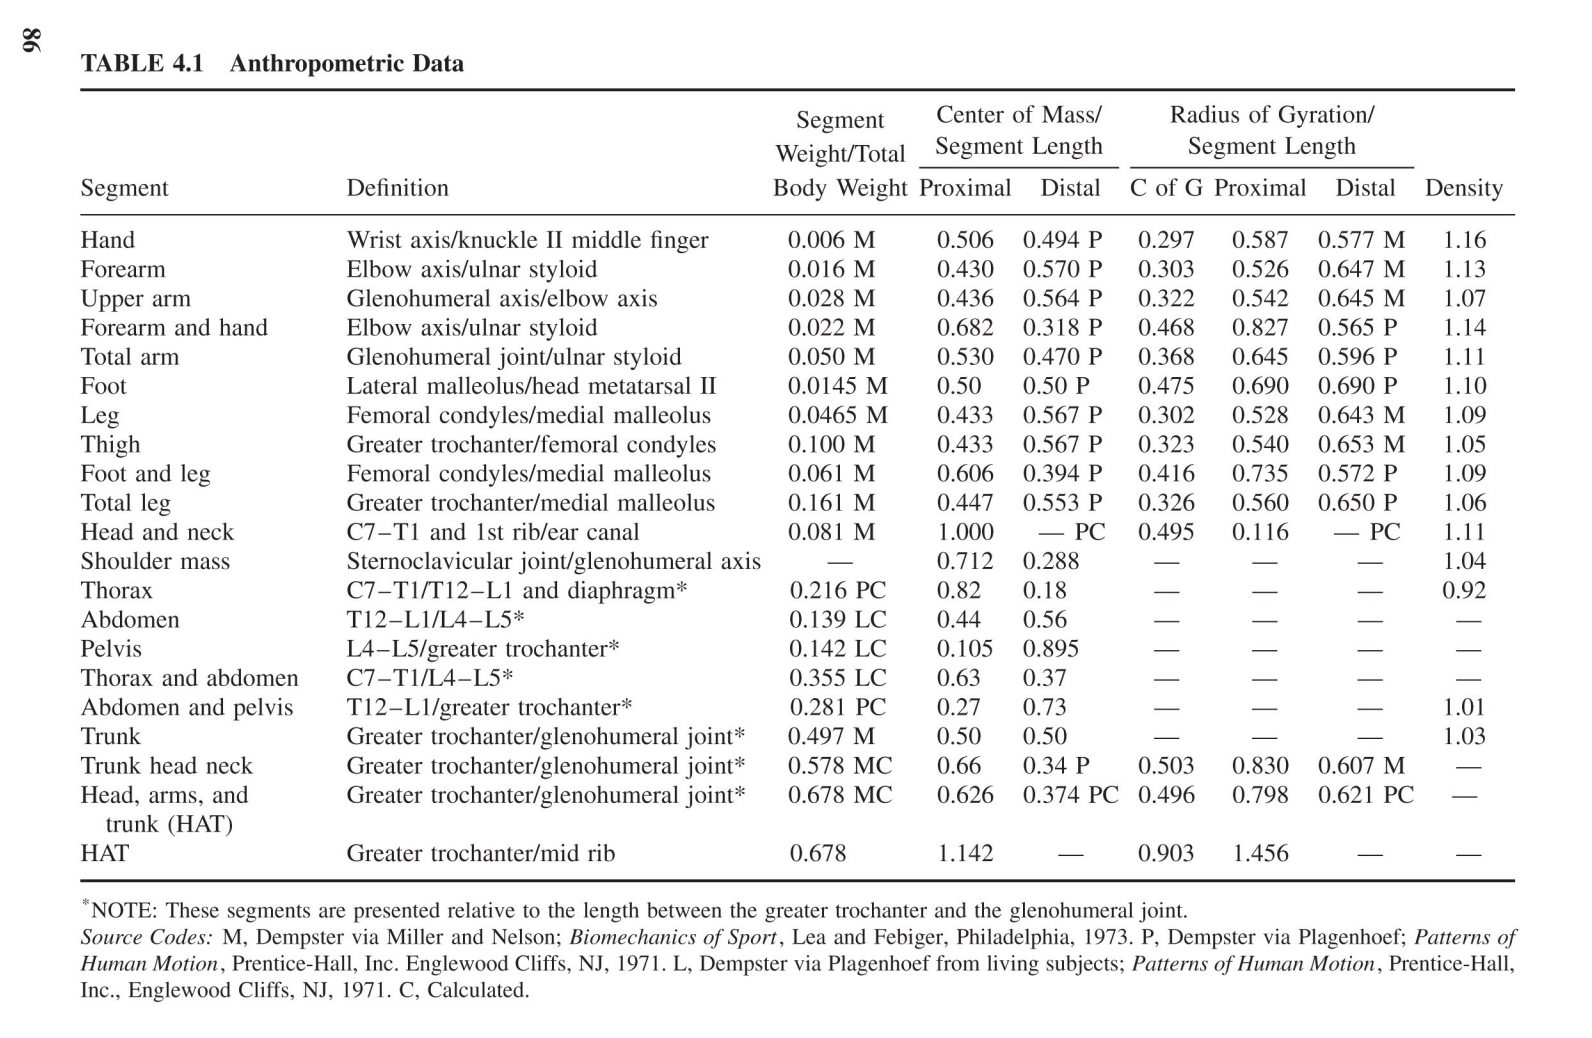 86
TABLE 4.1 Anthropometric Data
Segment Center of Mass/ Radius of Gyration/
Weight/Total Segment Length Segment Length
Segment Definition Body Weight Proximal Distal C of G Proximal Distal Density
Hand Wrist axis/knuckle II middle finger 0.006 M 0.506 0.494 P 0.297 0.587 0.577 M 1.16
Forearm Elbow axis/ulnar styloid 0.016 M 0.430 0.570 P 0.303 0.526 0.647 M 1.13
Upper arm Glenohumeral axis/elbow axis 0.028 M 0.436 0.564 P 0.322 0.542 0.645 M 1.07
Forearm and hand Elbow axis/ulnar styloid 0.022 M 0.682 0.318 P 0.468 0.827 0.565 P 1.14
Total arm Glenohumeral joint/ulnar styloid 0.050 M 0.530 0.470 P 0.368 0.645 0.596 P 1.11
Foot Lateral malleolus/head metatarsal II 0.0145 M 0.50 0.50 P 0.475 0.690 0.690 P 1.10
Leg Femoral condyles/medial malleolus 0.0465 M 0.433 0.567 P 0.302 0.528 0.643 M 1.09
Thigh Greater trochanter/femoral condyles 0.100 M 0.433 0.567 P 0.323 0.540 0.653 M 1.05
Foot and leg Femoral condyles/medial malleolus 0.061 M 0.606 0.394 P 0.416 0.735 0.572 P 1.09
Total leg Greater trochanter/medial malleolus 0.161 M 0.447 0.553 P 0.326 0.560 0.650 P 1.06
Head and neck C7–T1 and 1st rib/ear canal 0.081 M 1.000 — PC 0.495 0.116 — PC 1.11
Shoulder mass Sternoclavicular joint/glenohumeral axis — 0.712 0.288 — — — 1.04
Thorax C7–T1/T12–L1 and diaphragm* 0.216 PC 0.82 0.18 — — — 0.92
Abdomen T12–L1/L4–L5* 0.139 LC 0.44 0.56 — — — —
Pelvis L4–L5/greater trochanter* 0.142 LC 0.105 0.895 — — — —
Thorax and abdomen C7–T1/L4–L5* 0.355 LC 0.63 0.37 — — — —
Abdomen and pelvis T12–L1/greater trochanter* 0.281 PC 0.27 0.73 — — — 1.01
Trunk Greater trochanter/glenohumeral joint* 0.497 M 0.50 0.50 — — — 1.03
Trunk head neck Greater trochanter/glenohumeral joint* 0.578 MC 0.66 0.34 P 0.503 0.830 0.607 M —
Head, arms, and Greater trochanter/glenohumeral joint* 0.678 MC 0.626 0.374 PC 0.496 0.798 0.621 PC —
trunk (HAT)
HAT Greater trochanter/mid rib 0.678 1.142 — 0.903 1.456 — —
*NOTE: These segments are presented relative to the length between the greater trochanter and the glenohumeral joint.
Source Codes: M, Dempster via Miller and Nelson; Biomechanics of Sport, Lea and Febiger, Philadelphia, 1973. P, Dempster via Plagenhoef; Patterns of
Human Motion, Prentice-Hall, Inc. Englewood Cliffs, NJ, 1971. L, Dempster via Plagenhoef from living subjects; Patterns of Human Motion, Prentice-Hall,
Inc., Englewood Cliffs, NJ, 1971. C, Calculated.